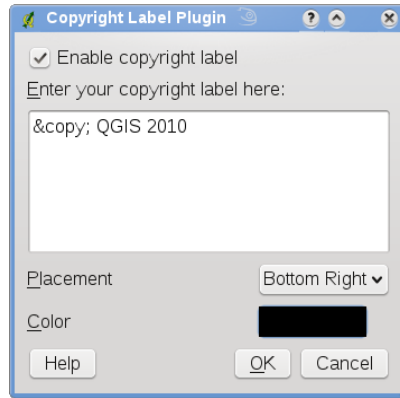 Copyright Label Plugin
Enable copyright label
Enter your copyright label here:
&copy; QGIS 2010
Placement
Bottom Right
Color
Help
OK
Cancel